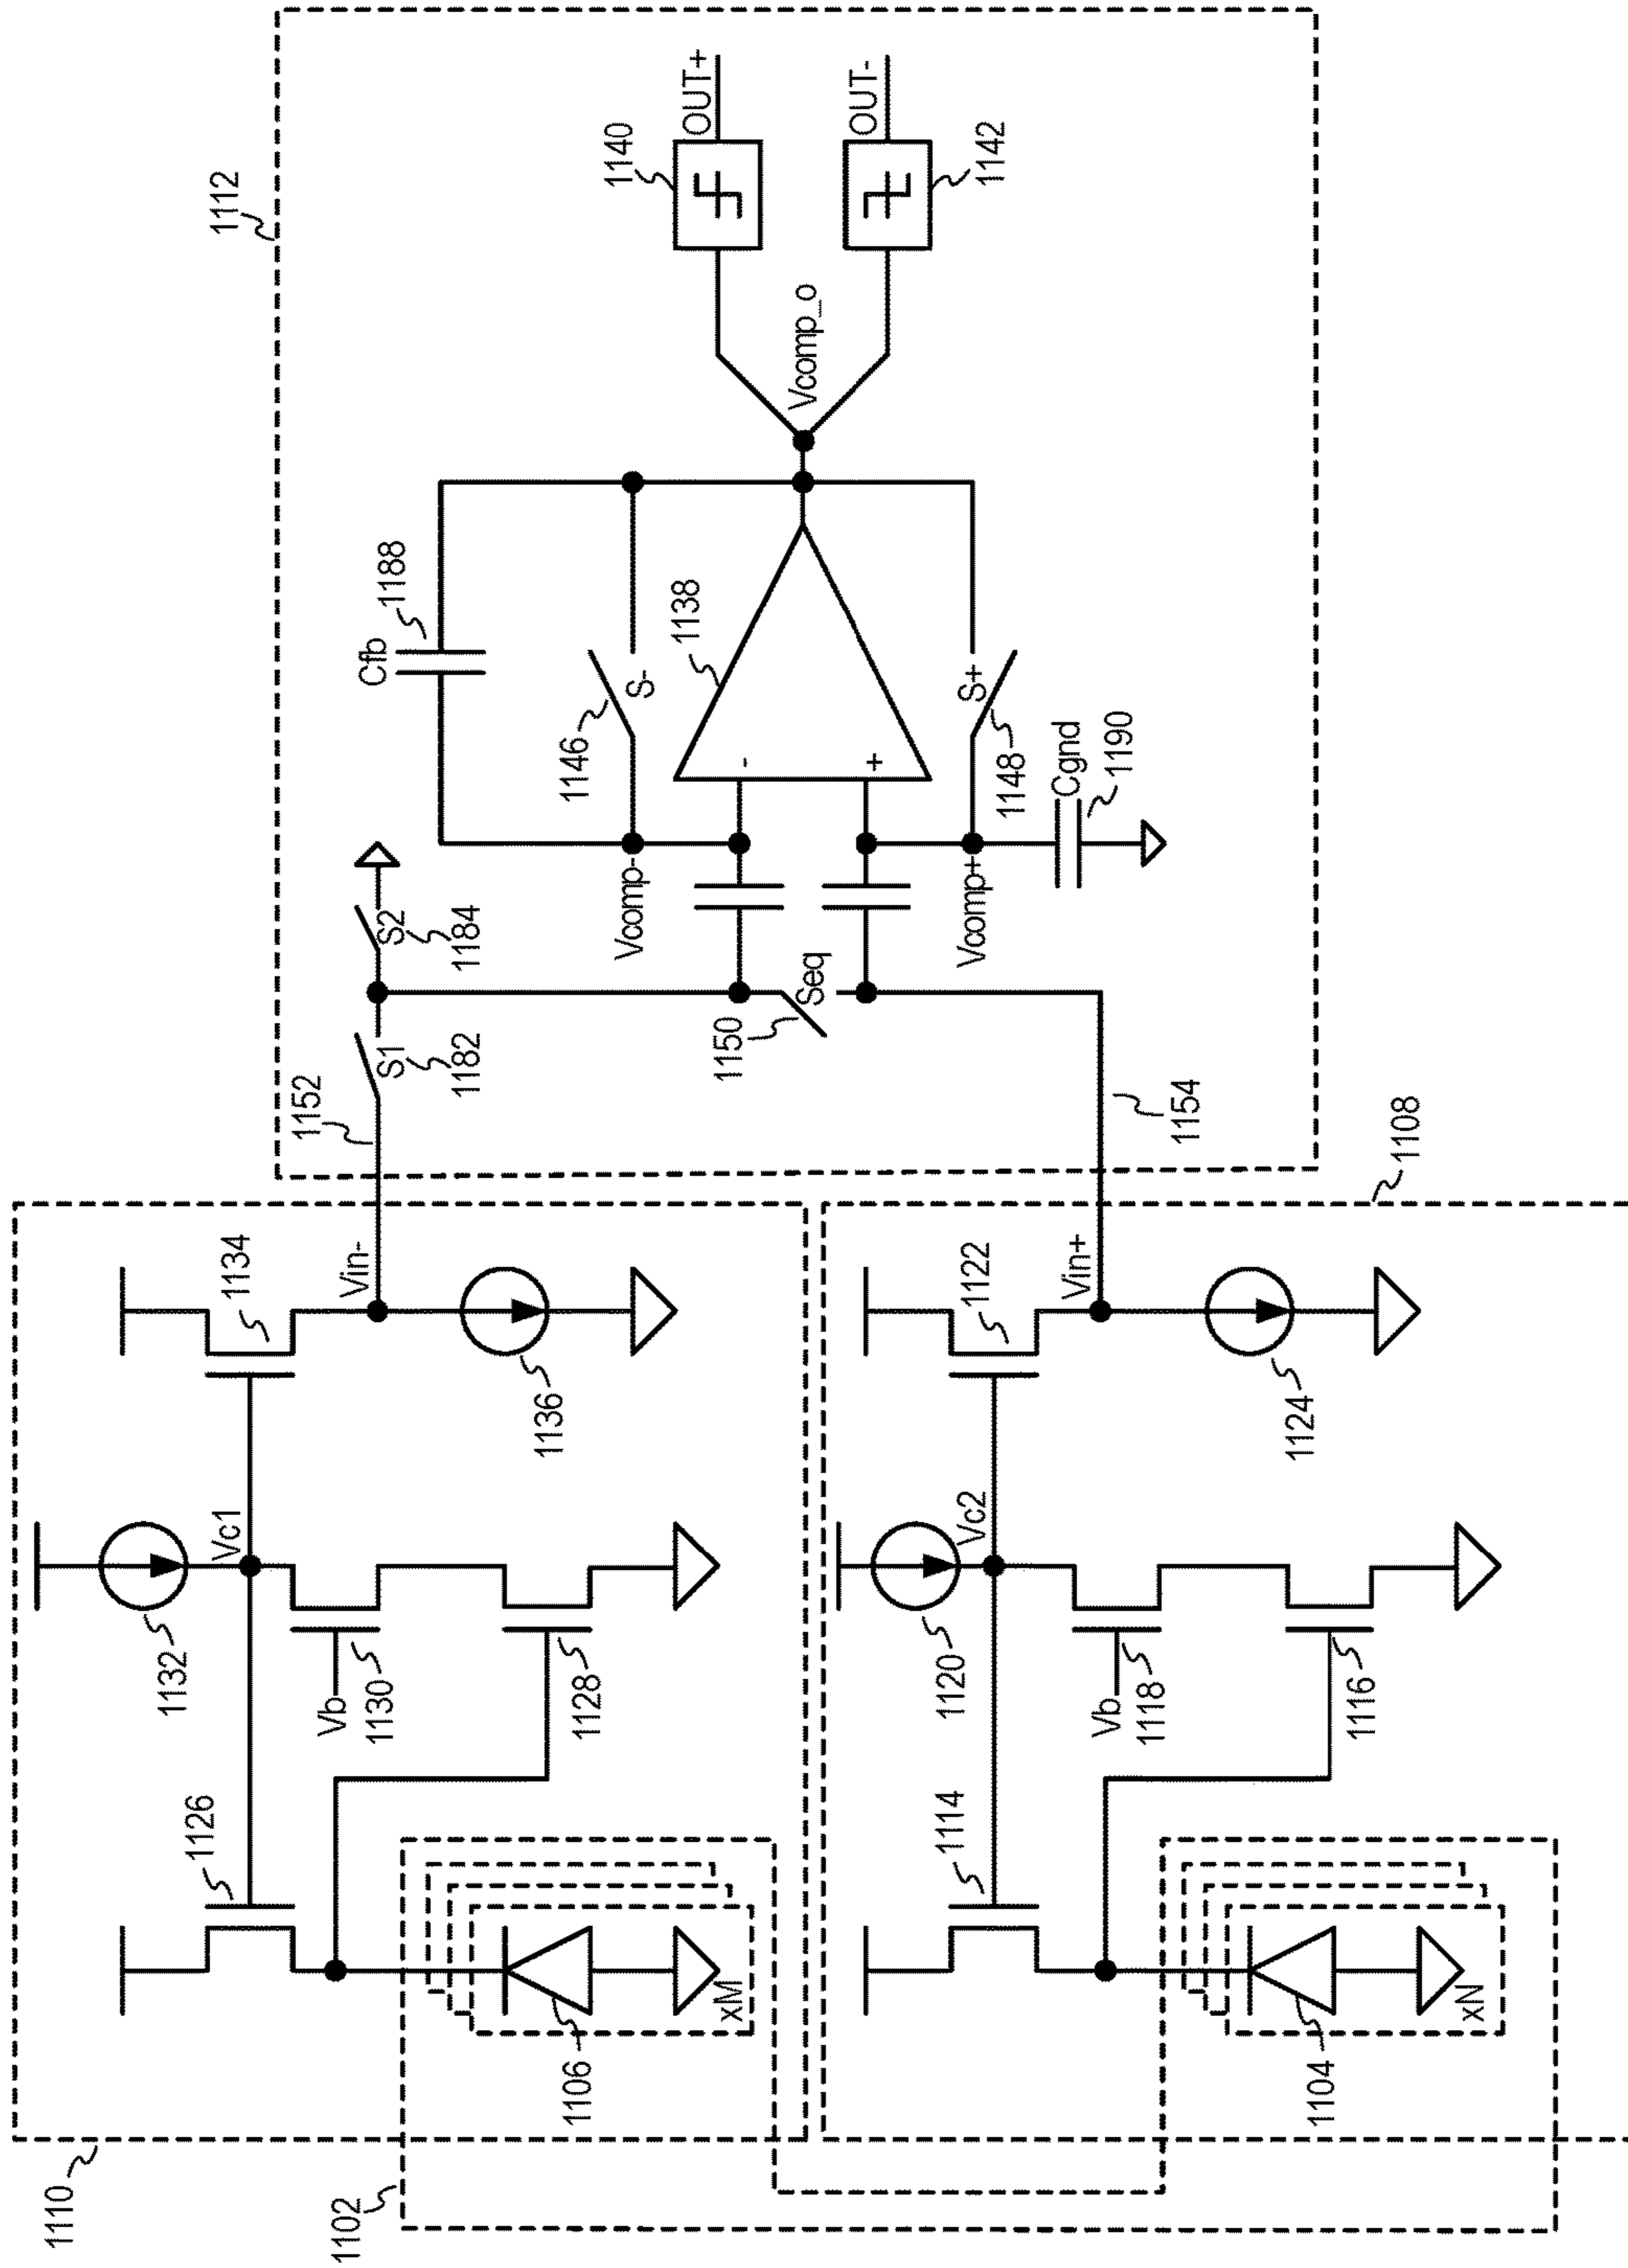 1112
1140
OUT+
OUT-
1142
Vcomp_o
Cfb
1188
S-
1146
1138
-
+
S+
1148
Cgnd
1190
S2
1184
Vcomp-
Vcomp+
Seq
1150
S1
1182
1152
1154
1108
1110
1134
Vin-
1136
1132
Vc1
Vb
1130
1128
1126
xM
1106
1122
Vin+
1124
1120
Vc2
Vb
1118
1116
1114
xN
1104
1102